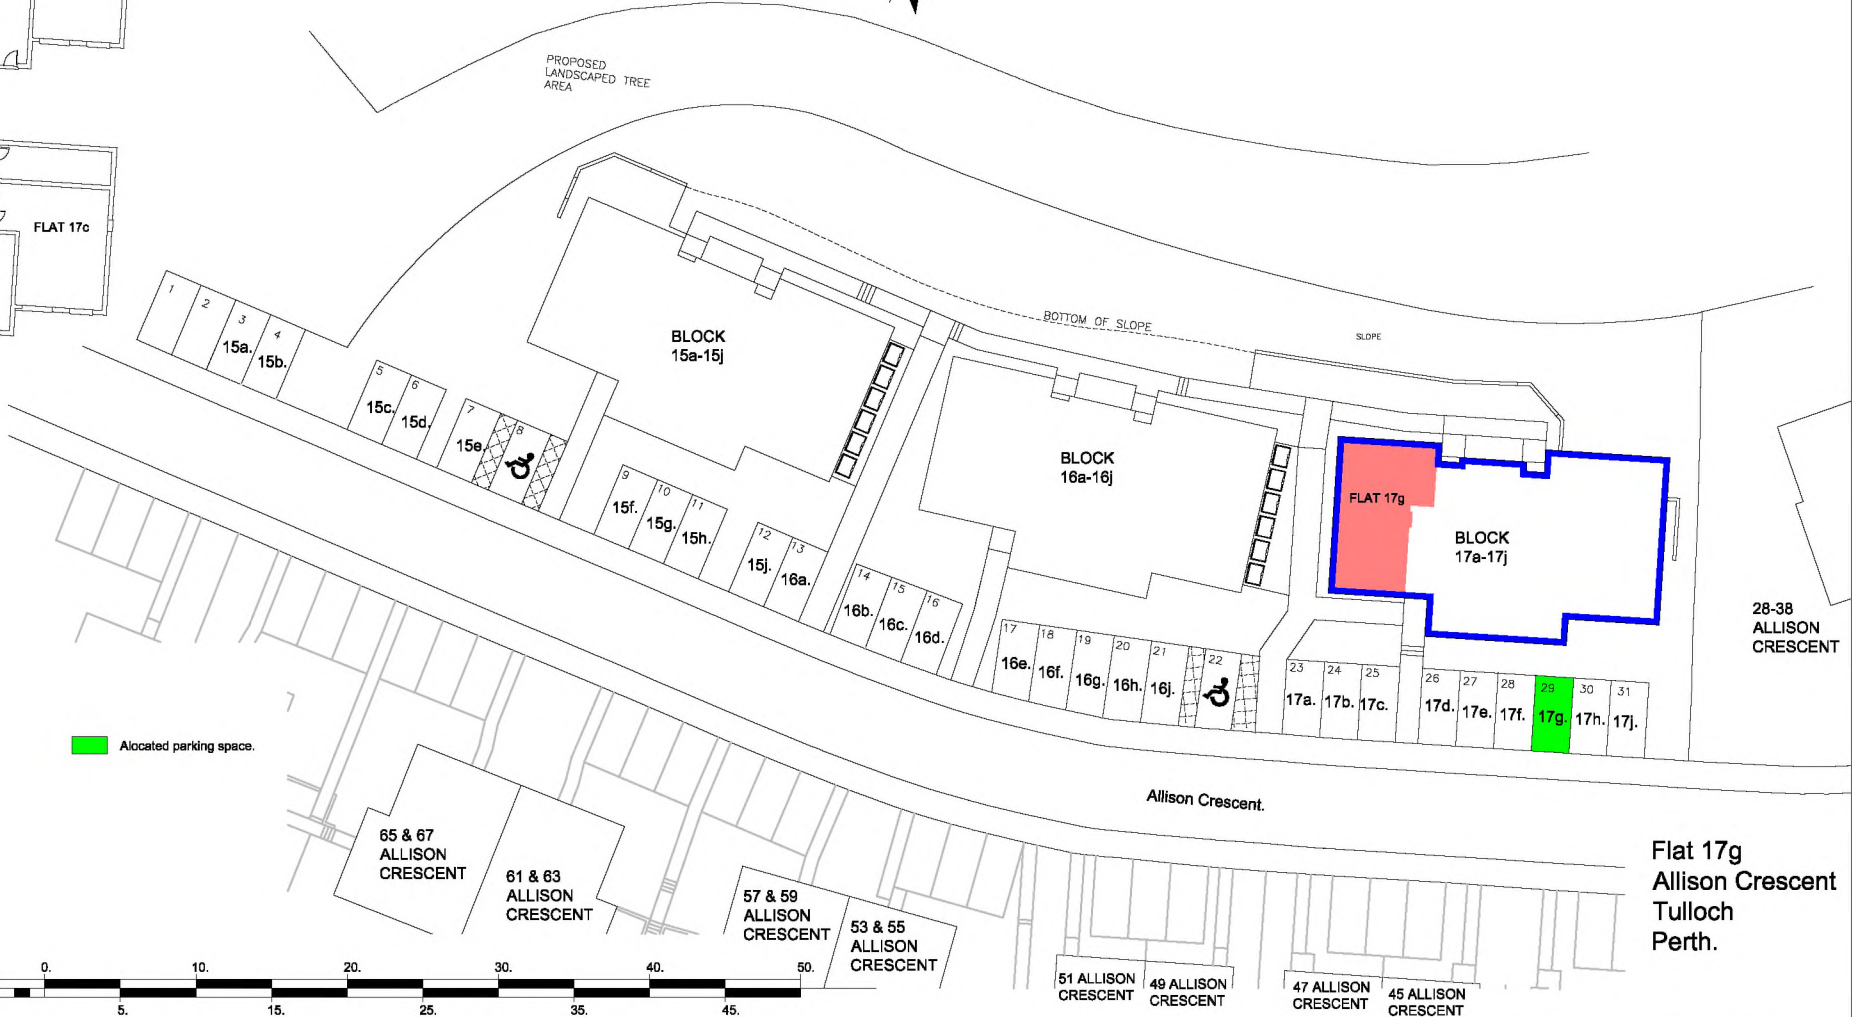 PROPOSED
LANDSCAPED TREE
AREA
FLAT 17c
BOTTOM OF SLOPE
SLOPE
BLOCK
15a-15j
BLOCK
16a-16j
FLAT 17g
BLOCK
17a-17j
28-38
ALLISON
CRESCENT
1
2
3
15a.
4
15b.
5
15c.
6
15d.
7
15e.
8
9
15f.
10
15g.
11
15h.
12
15j.
13
16a.
14
16b.
15
16c.
16
16d.
17
16e.
18
16f.
19
16g.
20
16h.
21
16j.
22
23
17a.
24
17b.
25
17c.
26
17d.
27
17e.
28
17f.
29
17g.
30
17h.
31
17j.
Alocated parking space.
Allison Crescent.
65 & 67
ALLISON
CRESCENT
61 & 63
ALLISON
CRESCENT
57 & 59
ALLISON
CRESCENT
53 & 55
ALLISON
CRESCENT
51 ALLISON
CRESCENT
49 ALLISON
CRESCENT
47 ALLISON
CRESCENT
45 ALLISON
CRESCENT
Flat 17g
Allison Crescent
Tulloch
Perth.
0. 10. 20. 30. 40. 50.
5. 15. 25. 35. 45.